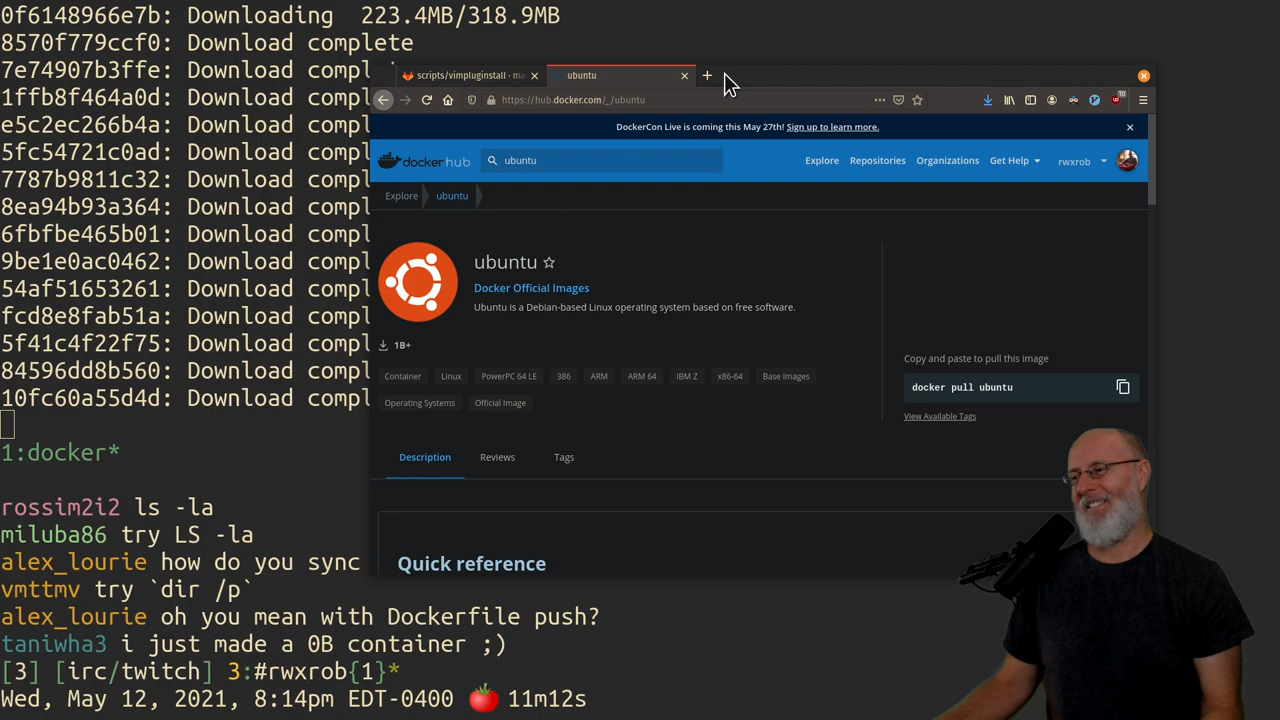 0f6148966e7b: Downloading  223.4MB/318.9MB
8570f779ccf0: Download complete
7e74907b3ffe: Download complet
1ffb8f464a0d: Download compl
e5c2ec266b4a: Download compl
5fc54721c0ad: Download compl
7787b9811c32: Download compl
8ea94b93a364: Download compl
6fbfbe465b01: Download compl
9be1e0ac0462: Download compl
54af51653261: Download compl
fcd8e8fab51a: Download compl
5f41c4f22f75: Download compl
84596dd8b560: Download compl
10fc60a55d4d: Download compl
1:docker*
scripts/vimpluginstall · ma
ubuntu
https://hub.docker.com/_/ubuntu
10
DockerCon Live is coming this May 27th! Sign up to learn more.
docker hub
ubuntu
Explore
Repositories
Organizations
Get Help
rwxrob
Explore
ubuntu
ubuntu
Docker Official Images
Ubuntu is a Debian-based Linux operating system based on free software.
1B+
Container
Linux
PowerPC 64 LE
386
ARM
ARM 64
IBM Z
x86-64
Base Images
Operating Systems
Official Image
Copy and paste to pull this image
docker pull ubuntu
View Available Tags
Description
Reviews
Tags
Quick reference
rossim2i2 ls -la
miluba86 try LS -la
alex_lourie how do you sync
vmttmv try `dir /p`
alex_lourie oh you mean with Dockerfile push?
taniwha3 i just made a 0B container ;)
[3] [irc/twitch] 3:#rwxrob{1}*
Wed, May 12, 2021, 8:14pm EDT-0400 🍅 11m12s